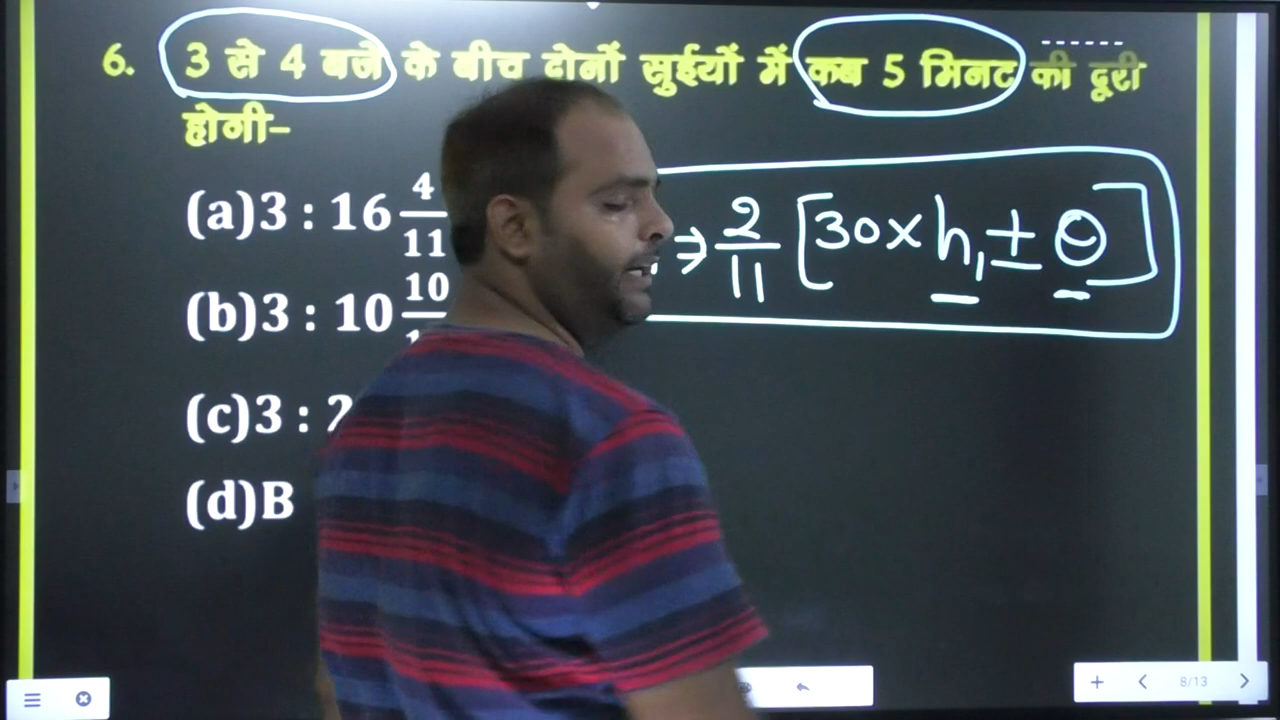 6. 3 से 4 बजे के बीच दोनों सुईयों में कब 5 मिनट की दूरी
होगी-
(a)3 : 16 4/11
⇒ 2/11 [30×h₁ ± θ]
(b)3 : 10 10/
(c)3 : 2
(d)B
8/13